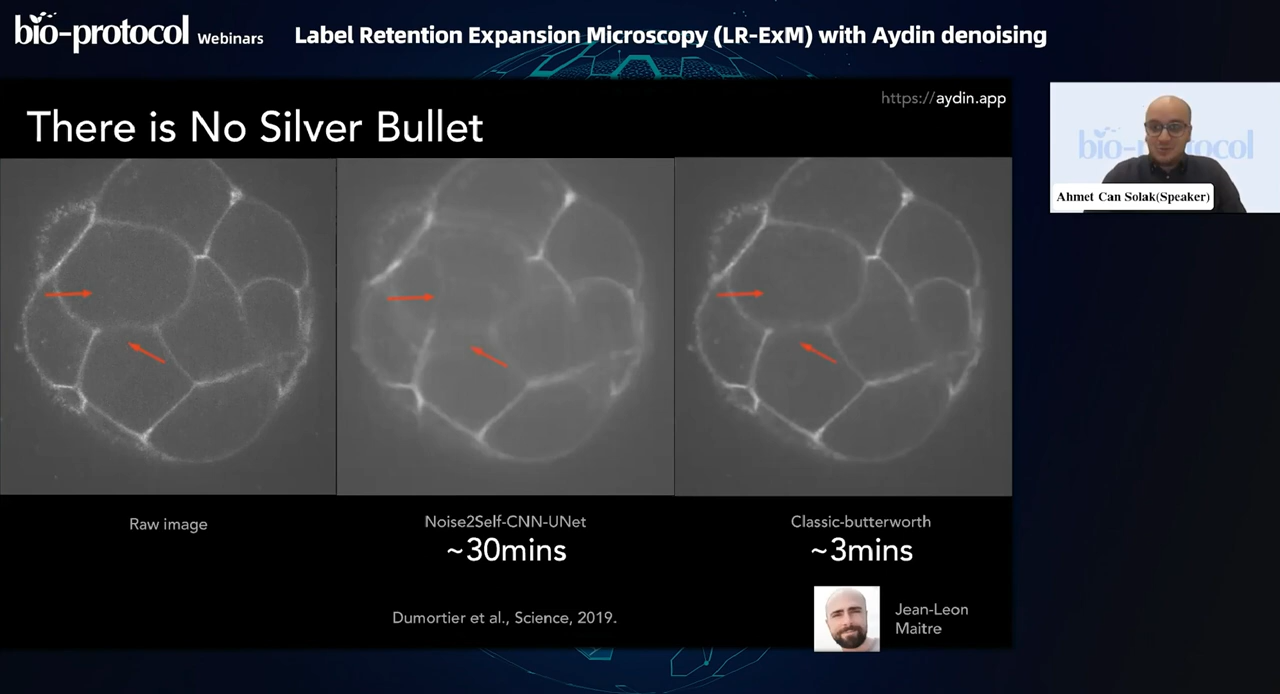 bio-protocol Webinars Label Retention Expansion Microscopy (LR-ExM) with Aydin denoising
https://aydin.app
There is No Silver Bullet
bio-protocol
Ahmet Can Solak(Speaker)
Raw image
Noise2Self-CNN-UNet
~30mins
Classic-butterworth
~3mins
Dumortier et al., Science, 2019.
Jean-Leon
Maitre